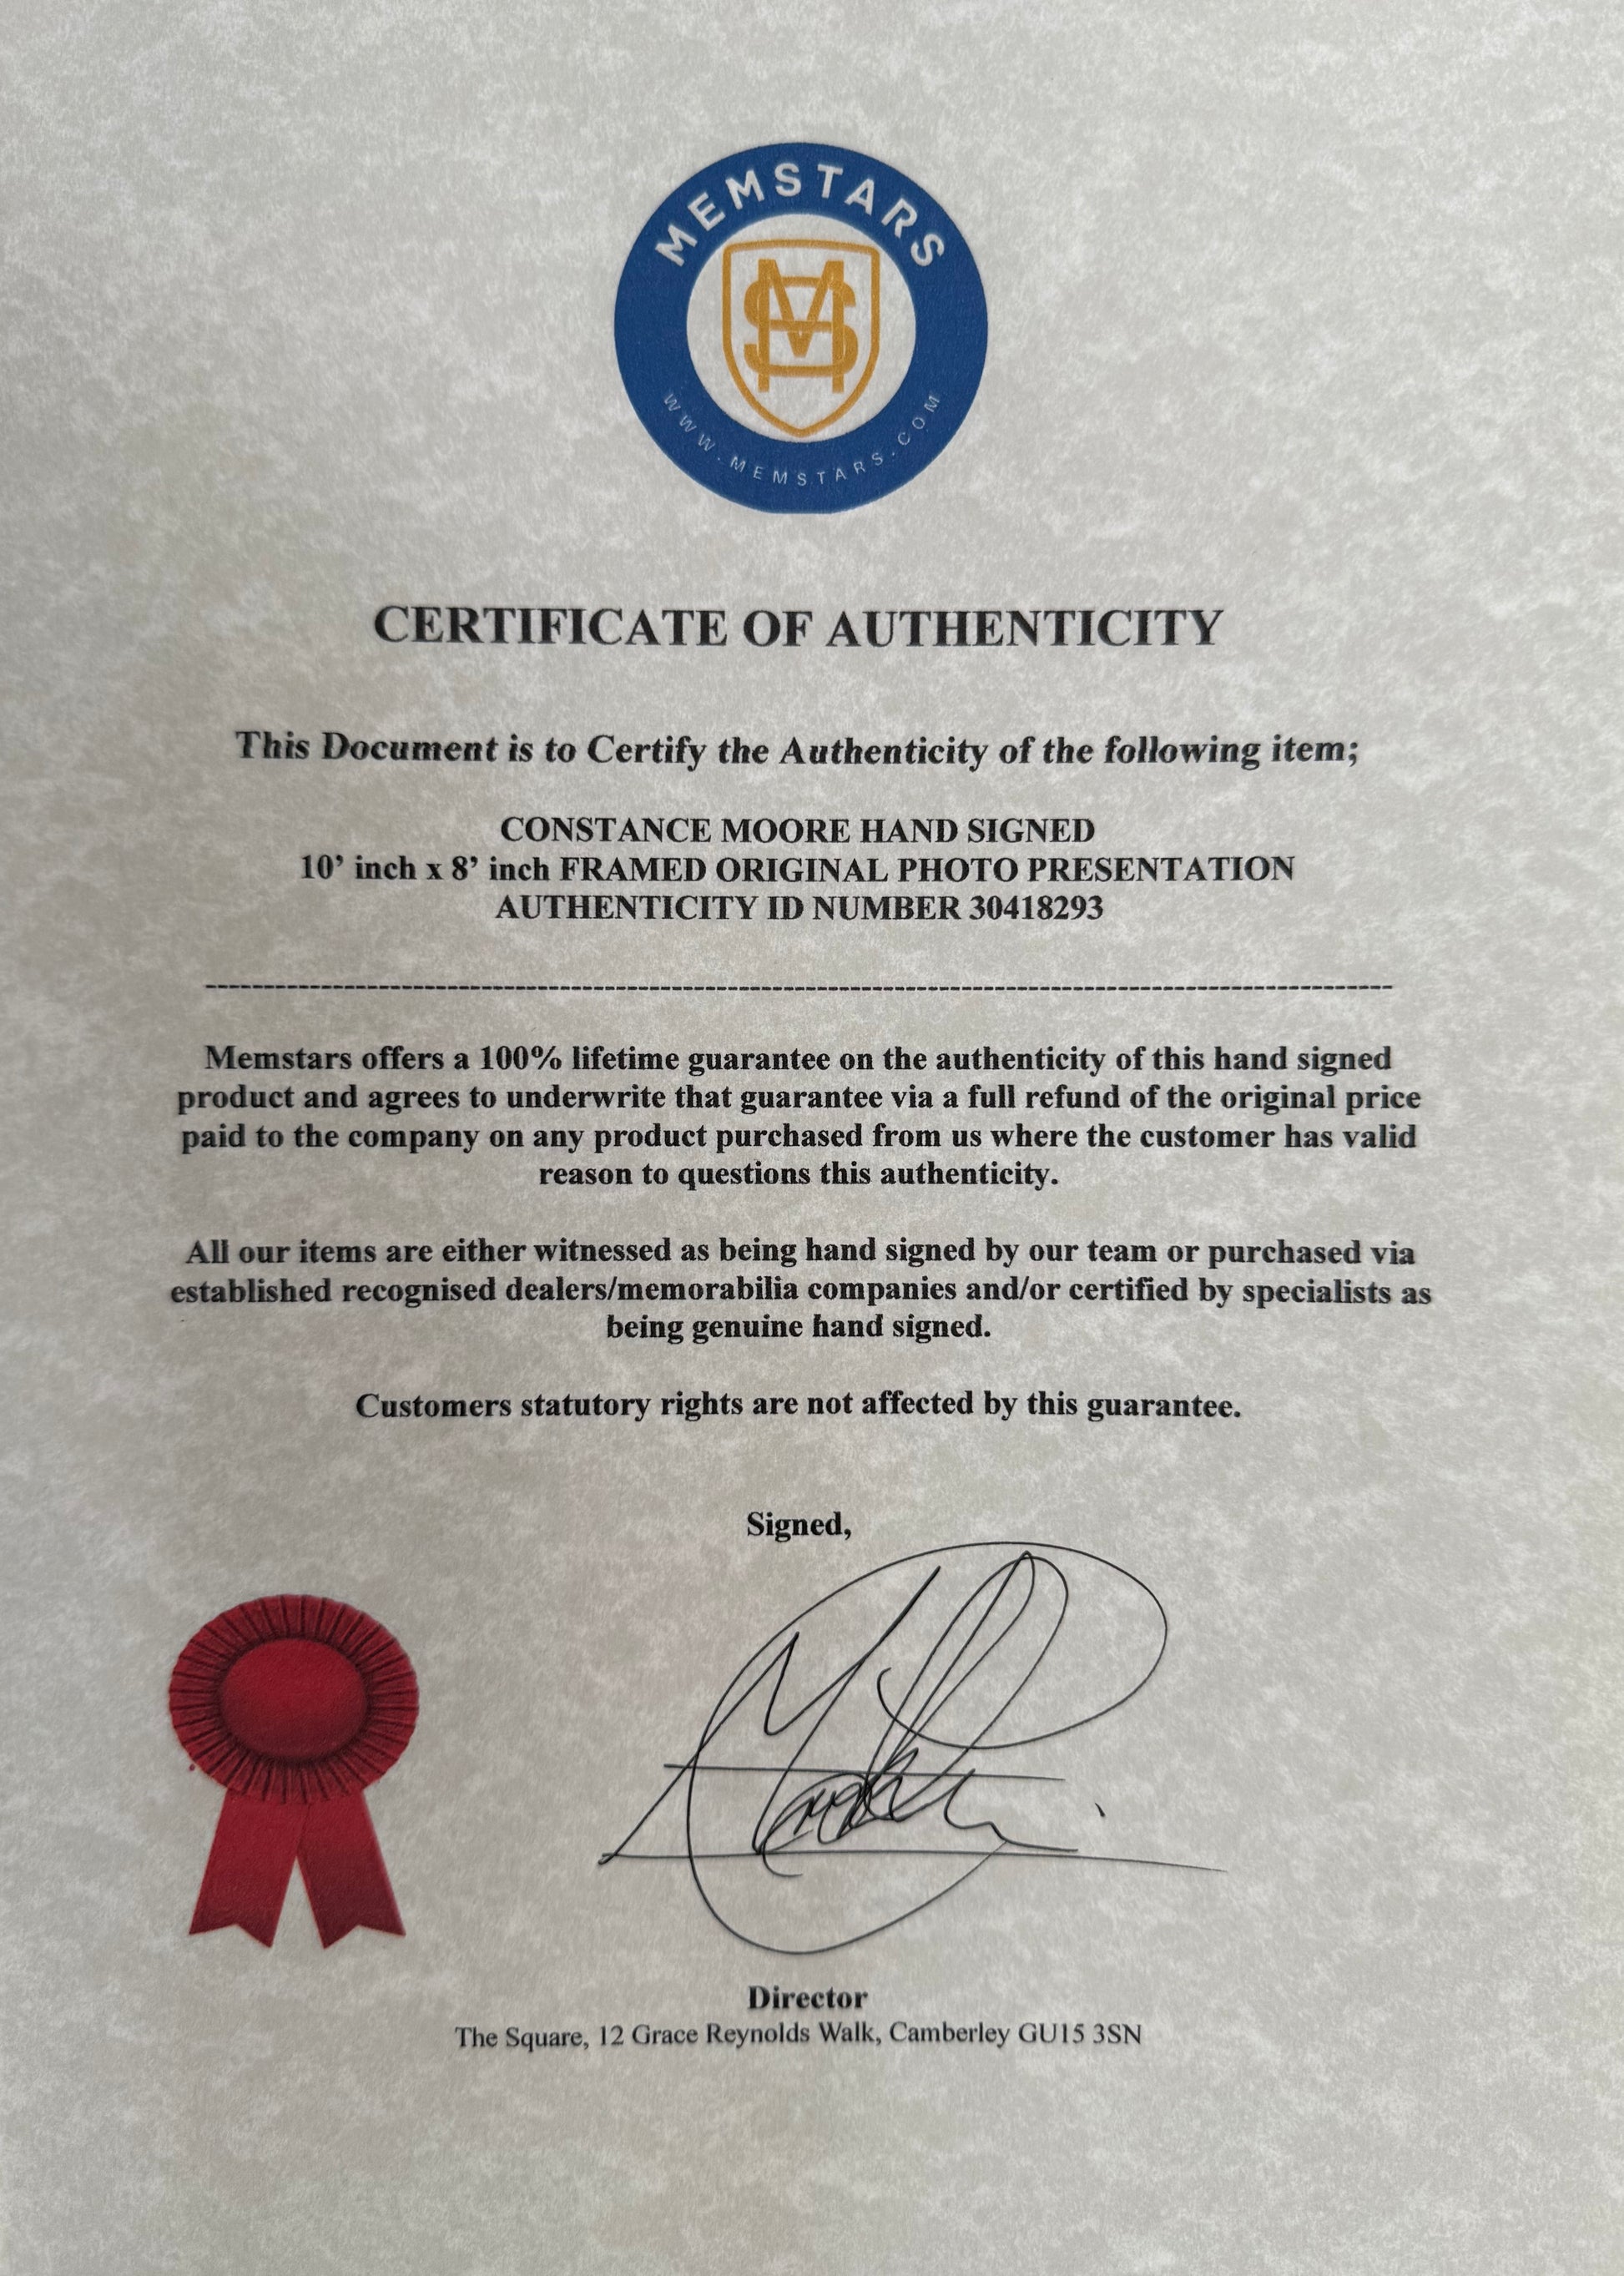 MEMSTARS
WWW.MEMSTARS.COM
CERTIFICATE OF AUTHENTICITY
This Document is to Certify the Authenticity of the following item;
CONSTANCE MOORE HAND SIGNED
10’ inch x 8’ inch FRAMED ORIGINAL PHOTO PRESENTATION
AUTHENTICITY ID NUMBER 30418293
Memstars offers a 100% lifetime guarantee on the authenticity of this hand signed
product and agrees to underwrite that guarantee via a full refund of the original price
paid to the company on any product purchased from us where the customer has valid
reason to questions this authenticity.
All our items are either witnessed as being hand signed by our team or purchased via
established recognised dealers/memorabilia companies and/or certified by specialists as
being genuine hand signed.
Customers statutory rights are not affected by this guarantee.
Signed,
Director
The Square, 12 Grace Reynolds Walk, Camberley GU15 3SN